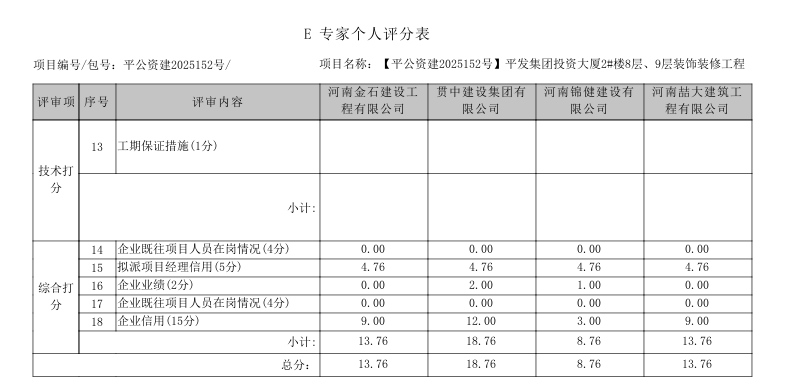 E 专家个人评分表
项目编号/包号：平公资建2025152号/ 项目名称：【平公资建2025152号】平发集团投资大厦2#楼8层、9层装饰装修工程
评审项 序号 评审内容 河南金石建设工程有限公司 贯中建设集团有限公司 河南锦健建设有限公司 河南喆大建筑工程有限公司
技术打分
13 工期保证措施(1分)
小计:
综合打分
14 企业既往项目人员在岗情况(4分) 0.00 0.00 0.00 0.00
15 拟派项目经理信用(5分) 4.76 4.76 4.76 4.76
16 企业业绩(2分) 0.00 2.00 1.00 0.00
17 企业既往项目人员在岗情况(4分) 0.00 0.00 0.00 0.00
18 企业信用(15分) 9.00 12.00 3.00 9.00
小计: 13.76 18.76 8.76 13.76
总分: 13.76 18.76 8.76 13.76